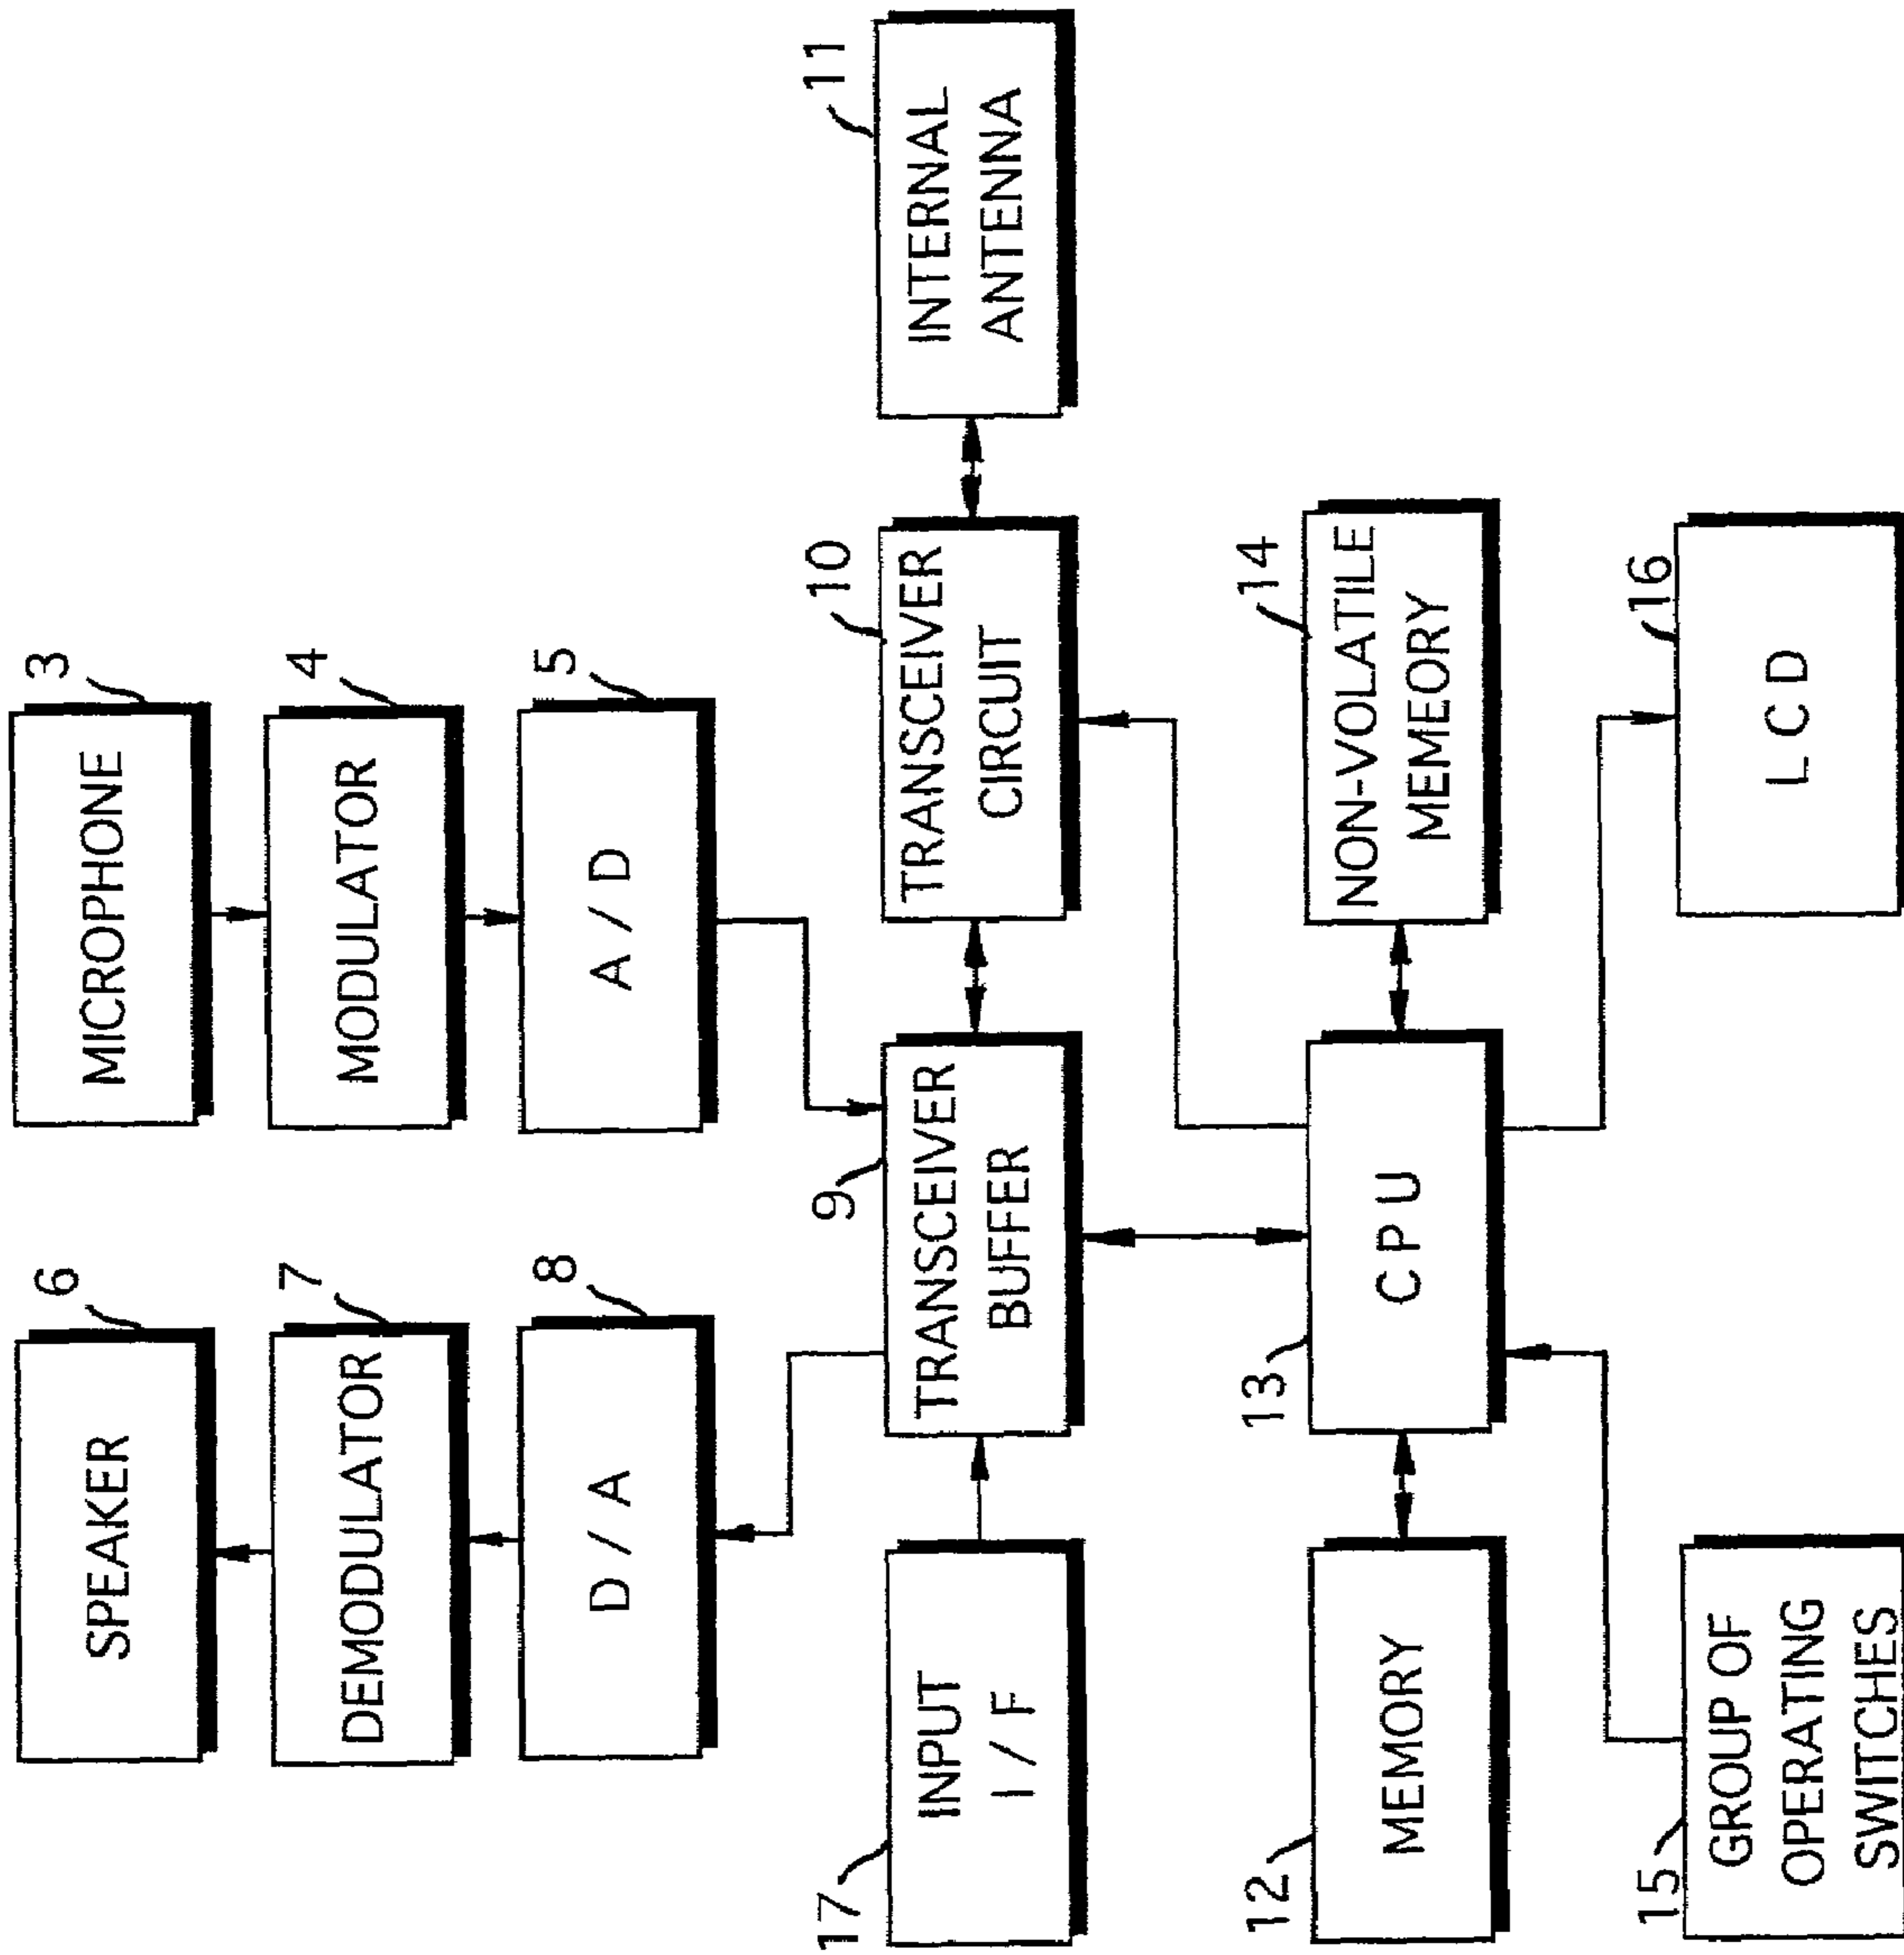 6
SPEAKER
3
MICROPHONE
7
DEMODULATOR
4
MODULATOR
8
D / A
5
A / D
17
INPUT
I / F
9
TRANSCEIVER
BUFFER
10
TRANSCEIVER
CIRCUIT
11
INTERNAL
ANTENNA
12
MEMORY
13
C P U
14
NON-VOLATILE
MEMEORY
15
GROUP OF
OPERATING
SWITCHES
16
L C D